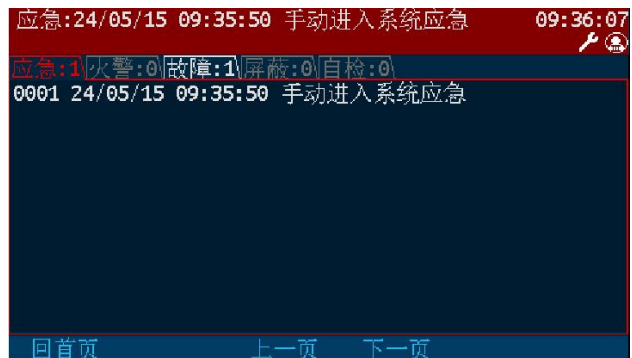 应急:24/05/15 09:35:50 手动进入系统应急 09:36:07
应急:1\火警:0\故障:1\屏蔽:0\自检:0\
0001 24/05/15 09:35:50 手动进入系统应急
回首页 上一页 下一页